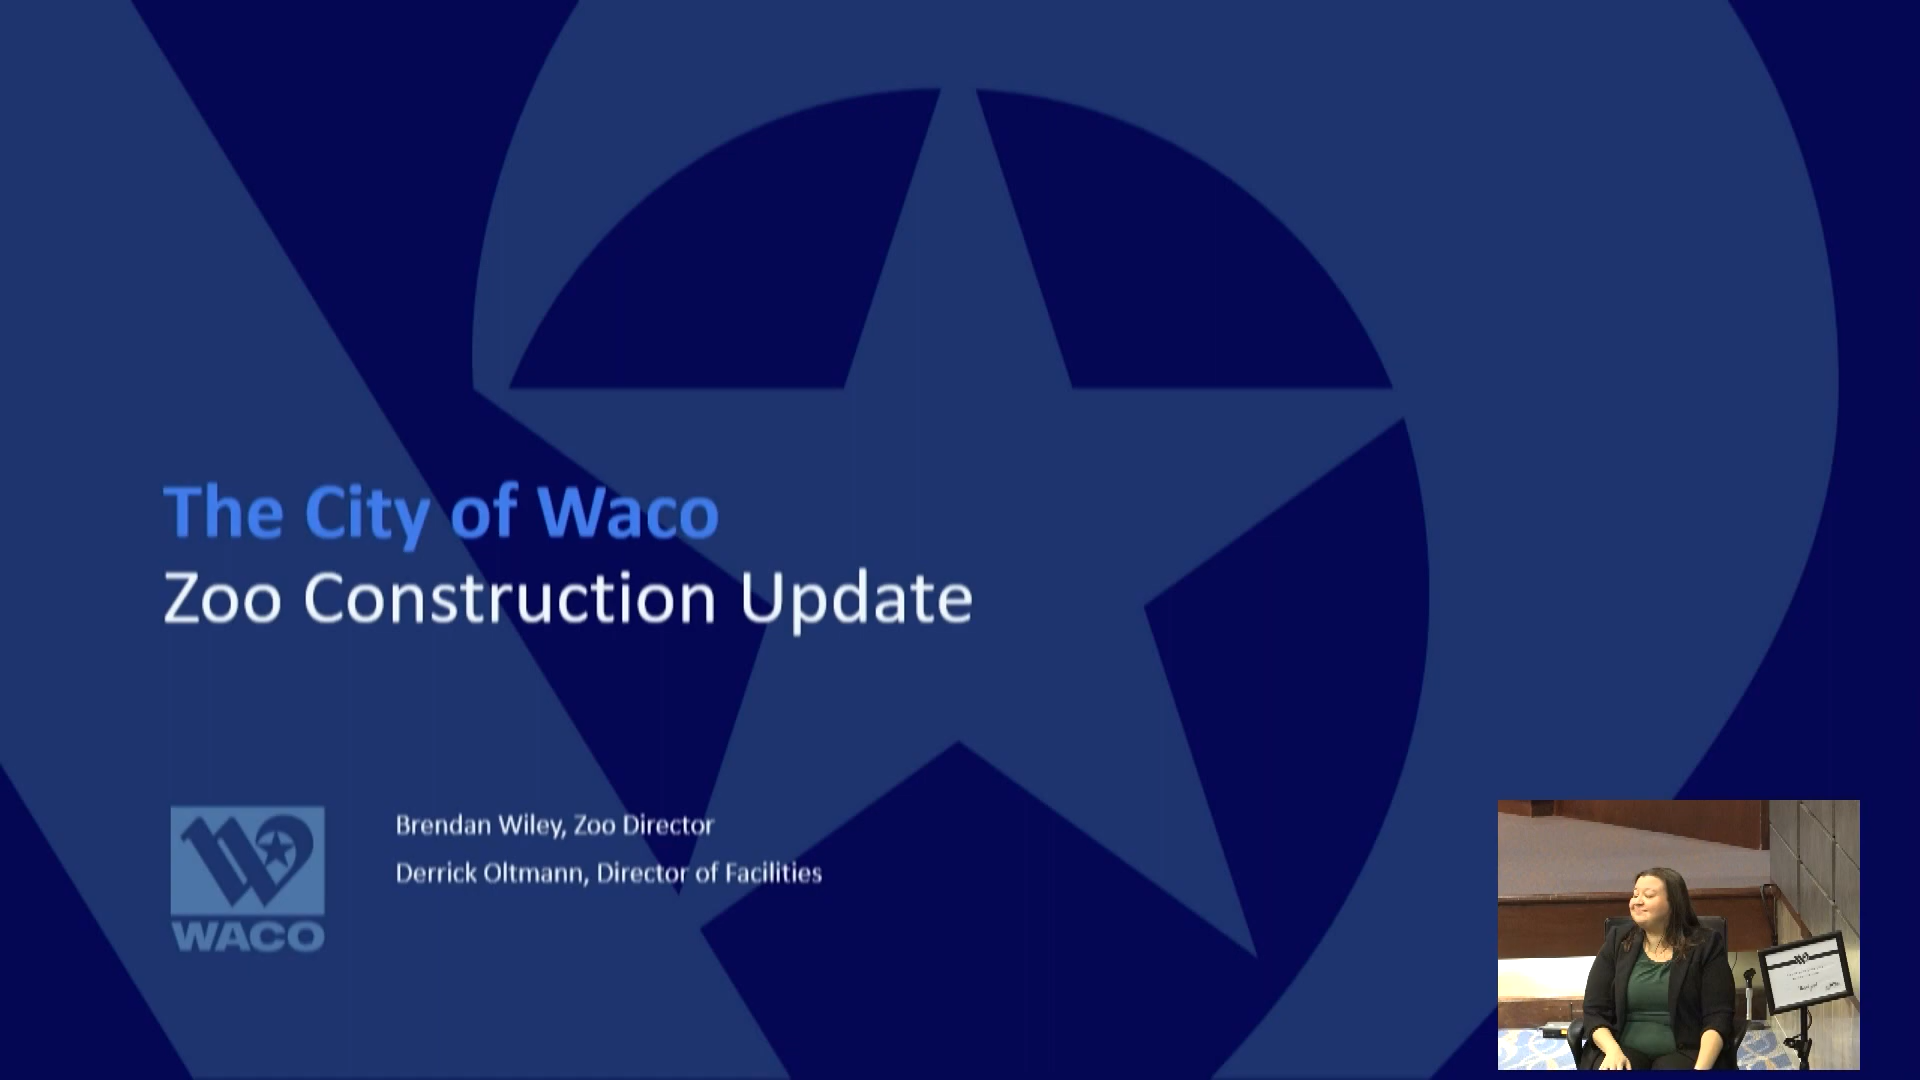 The City of Waco
Zoo Construction Update
WACO
Brendan Wiley, Zoo Director
Derrick Oltmann, Director of Facilities